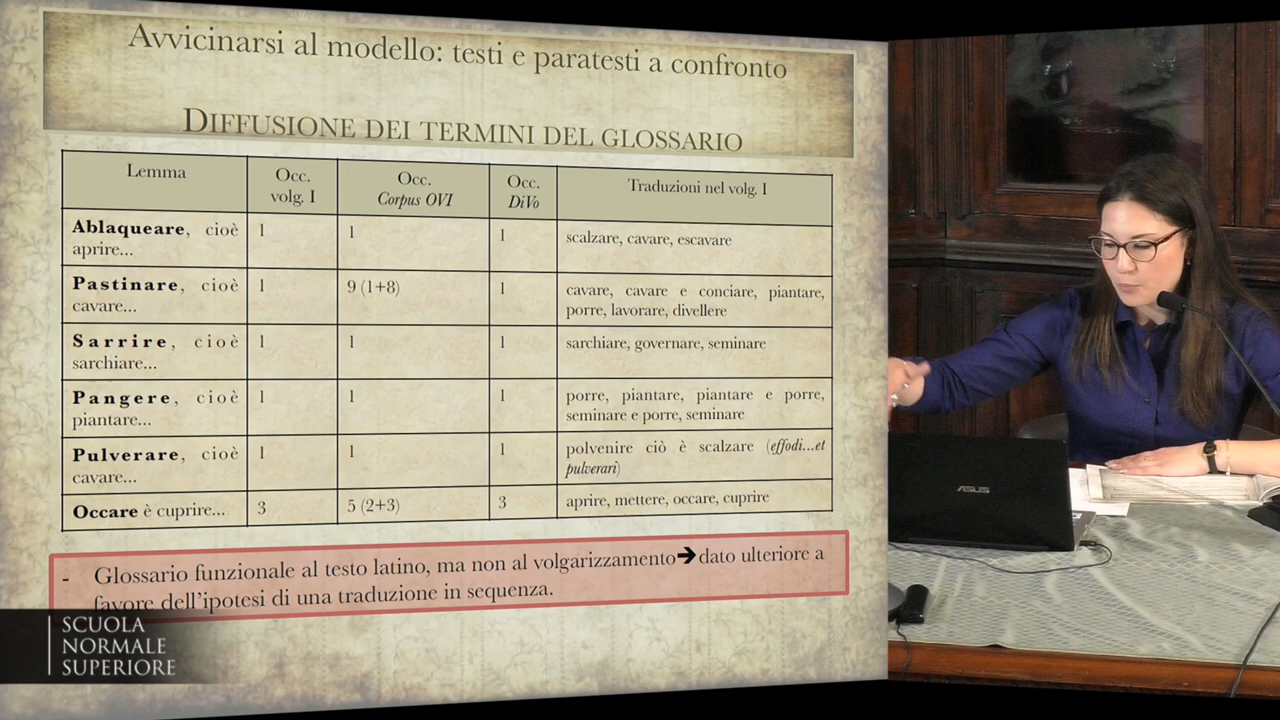 Avvicinarsi al modello: testi e paratesti a confronto
DIFFUSIONE DEI TERMINI DEL GLOSSARIO
Lemma
Occ.
volg. I
Occ.
Corpus OVI
Occ.
DiVo
Traduzioni nel volg. I
Ablaqueare, cioè
aprire...
1
1
1
scalzare, cavare, escavare
Pastinare, cioè
cavare...
1
9 (1+8)
1
cavare, cavare e conciare, piantare,
porre, lavorare, divellere
Sarrire, cioè
sarchiare...
1
1
1
sarchiare, governare, seminare
Pangere, cioè
piantare...
1
1
1
porre, piantare, piantare e porre,
seminare e porre, seminare
Pulverare, cioè
cavare...
1
1
1
polvenire ciò è scalzare (effodi...et
pulverari)
Occare è cuprire...
3
5 (2+3)
3
aprire, mettere, occare, cuprire
- Glossario funzionale al testo latino, ma non al volgarizzamento➔dato ulteriore a
favore dell'ipotesi di una traduzione in sequenza.
SCUOLA
NORMALE
SUPERIORE
ASUS